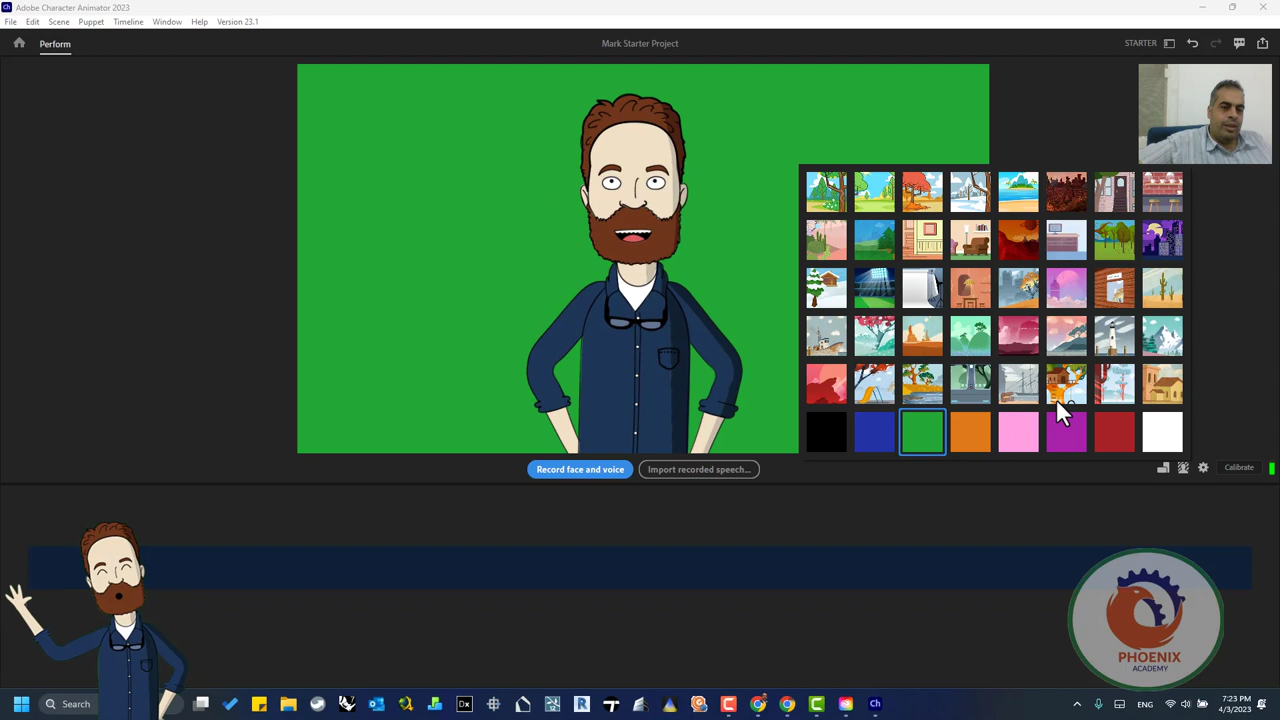 Adobe Character Animator 2023
File Edit Scene Puppet Timeline Window Help Version 23.1
Perform
Mark Starter Project
STARTER
Record face and voice
Import recorded speech...
Calibrate
PHOENIX
ACADEMY
Search
ENG
7:23 PM
4/3/2023